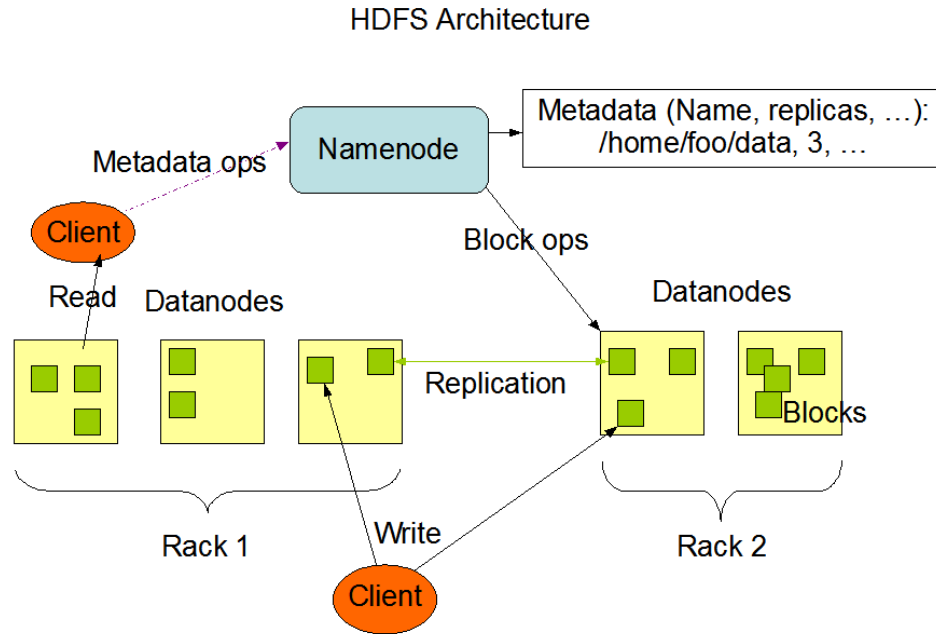 HDFS Architecture
Metadata (Name, replicas, …):
/home/foo/data, 3, …
Namenode
Metadata ops
Client
Block ops
Read
Datanodes
Datanodes
Replication
Blocks
Rack 1
Write
Rack 2
Client